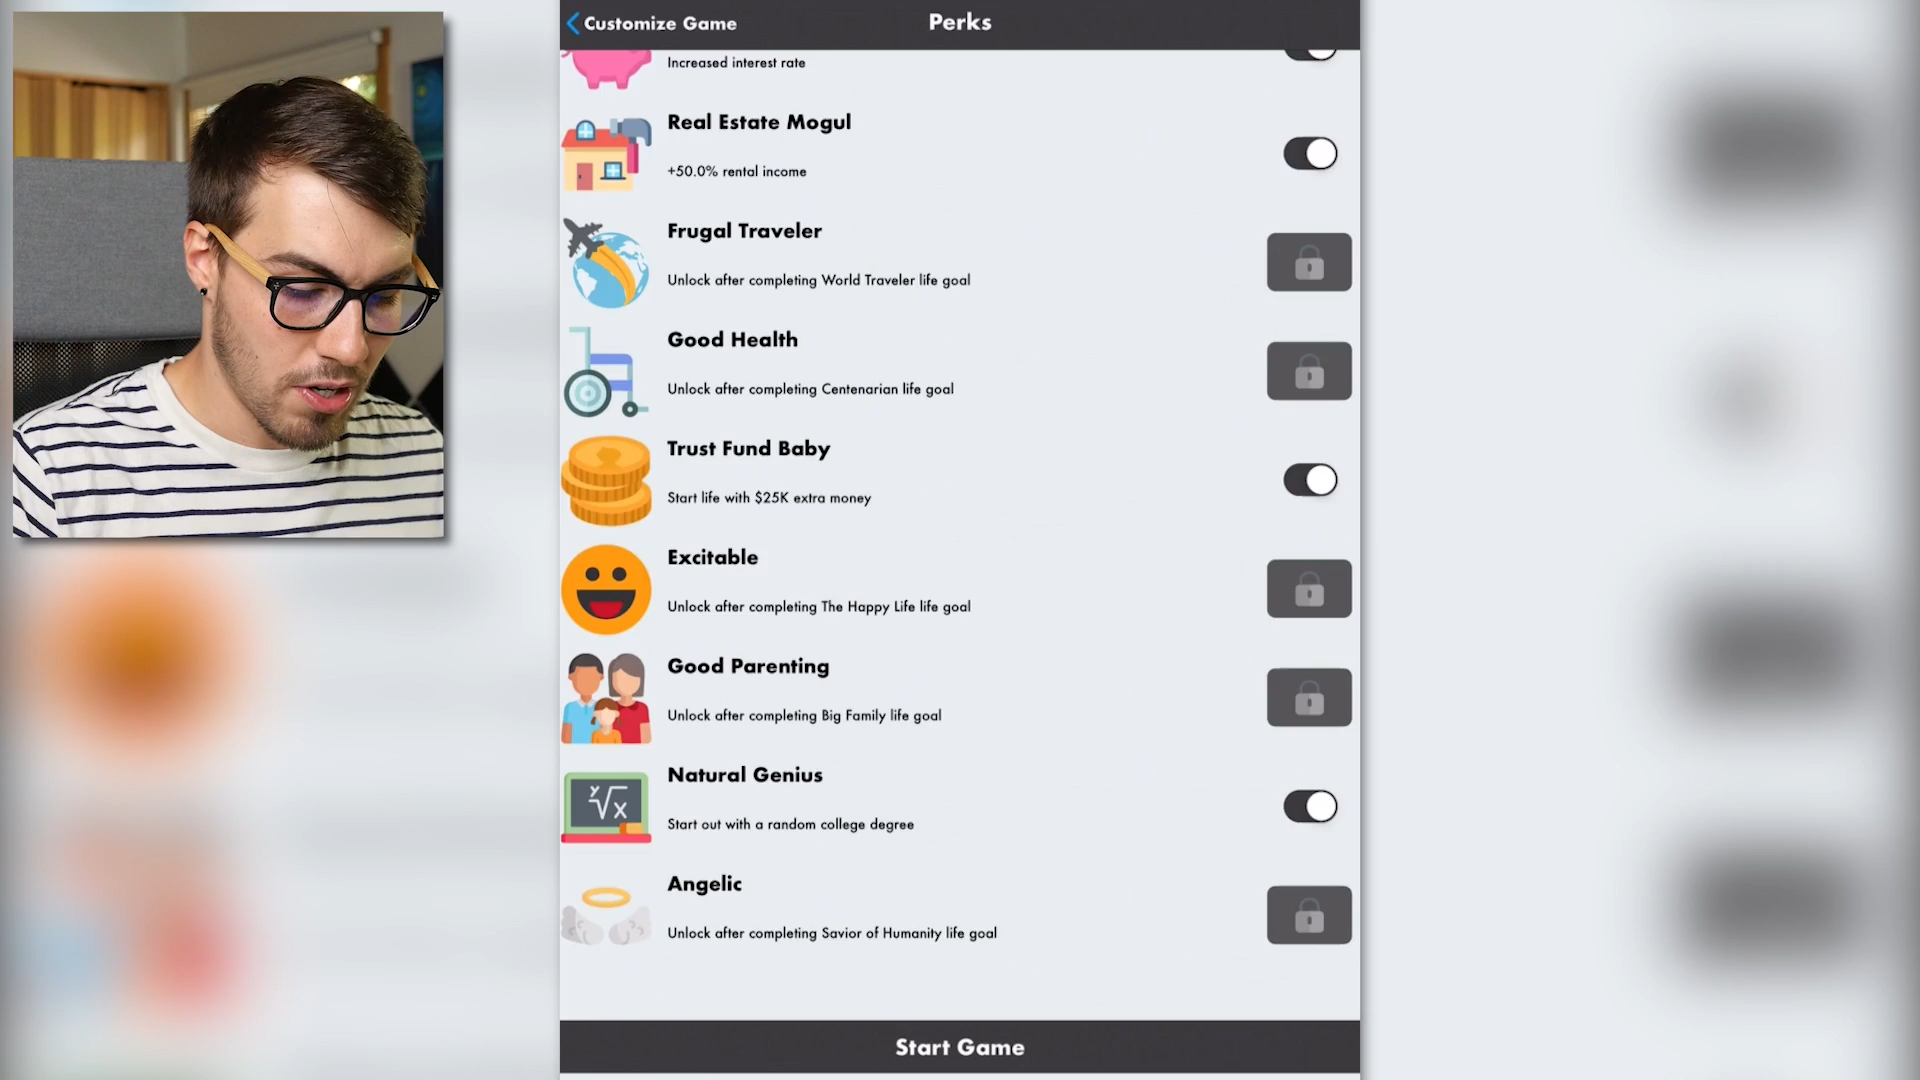 Customize Game
Perks
Increased interest rate
Real Estate Mogul
+50.0% rental income
Frugal Traveler
Unlock after completing World Traveler life goal
Good Health
Unlock after completing Centenarian life goal
Trust Fund Baby
Start life with $25K extra money
Excitable
Unlock after completing The Happy Life life goal
Good Parenting
Unlock after completing Big Family life goal
Natural Genius
Start out with a random college degree
Angelic
Unlock after completing Savior of Humanity life goal
Start Game